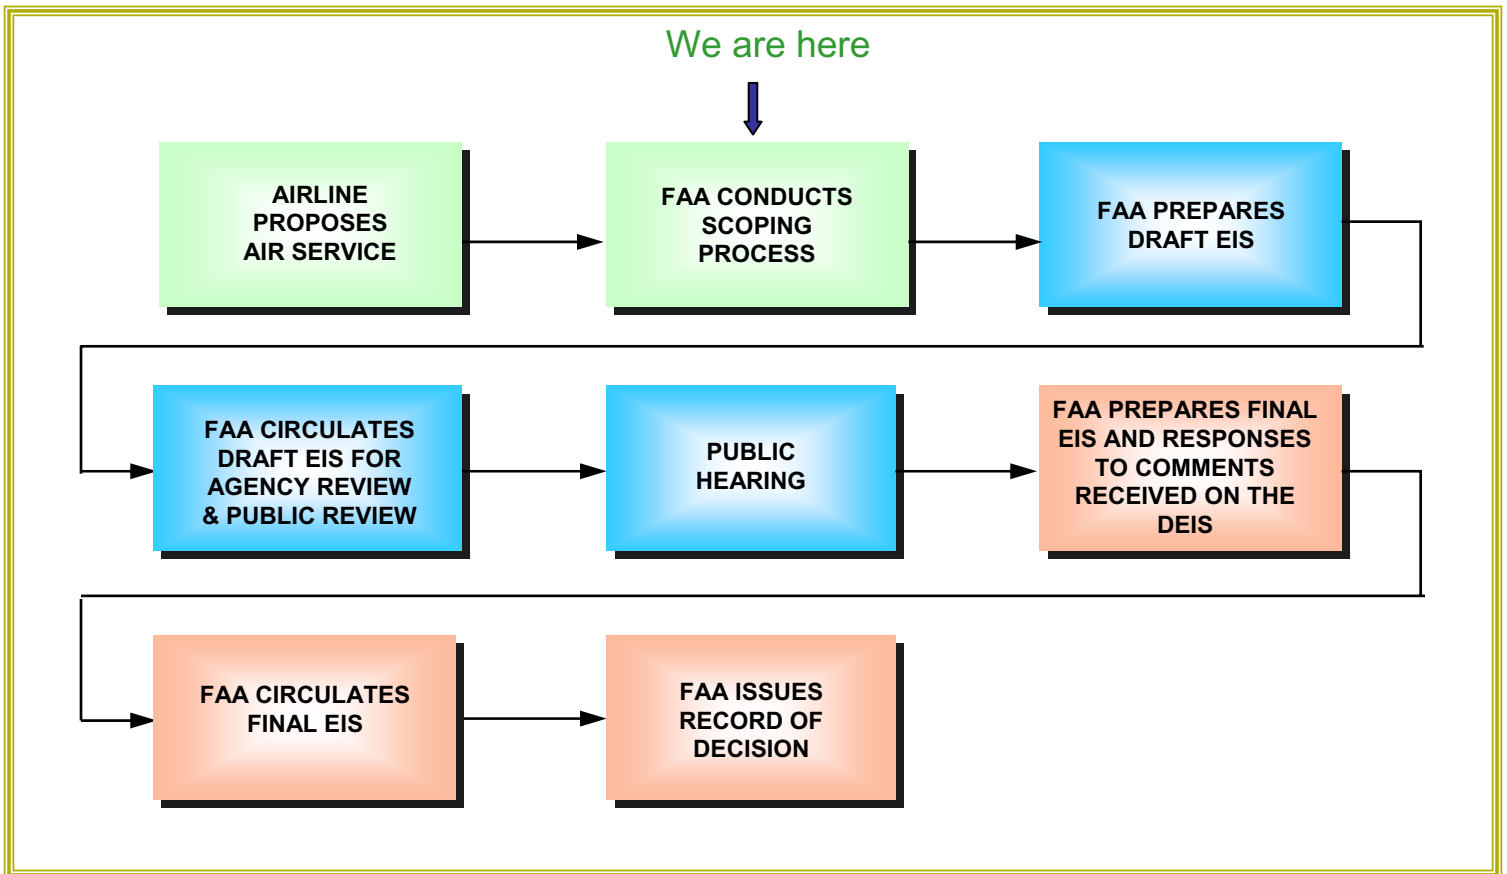 We are here
AIRLINE
PROPOSES
AIR SERVICE
FAA CONDUCTS
SCOPING
PROCESS
FAA PREPARES
DRAFT EIS
FAA CIRCULATES
DRAFT EIS FOR
AGENCY REVIEW
& PUBLIC REVIEW
PUBLIC
HEARING
FAA PREPARES FINAL
EIS AND RESPONSES
TO COMMENTS
RECEIVED ON THE
DEIS
FAA CIRCULATES
FINAL EIS
FAA ISSUES
RECORD OF
DECISION